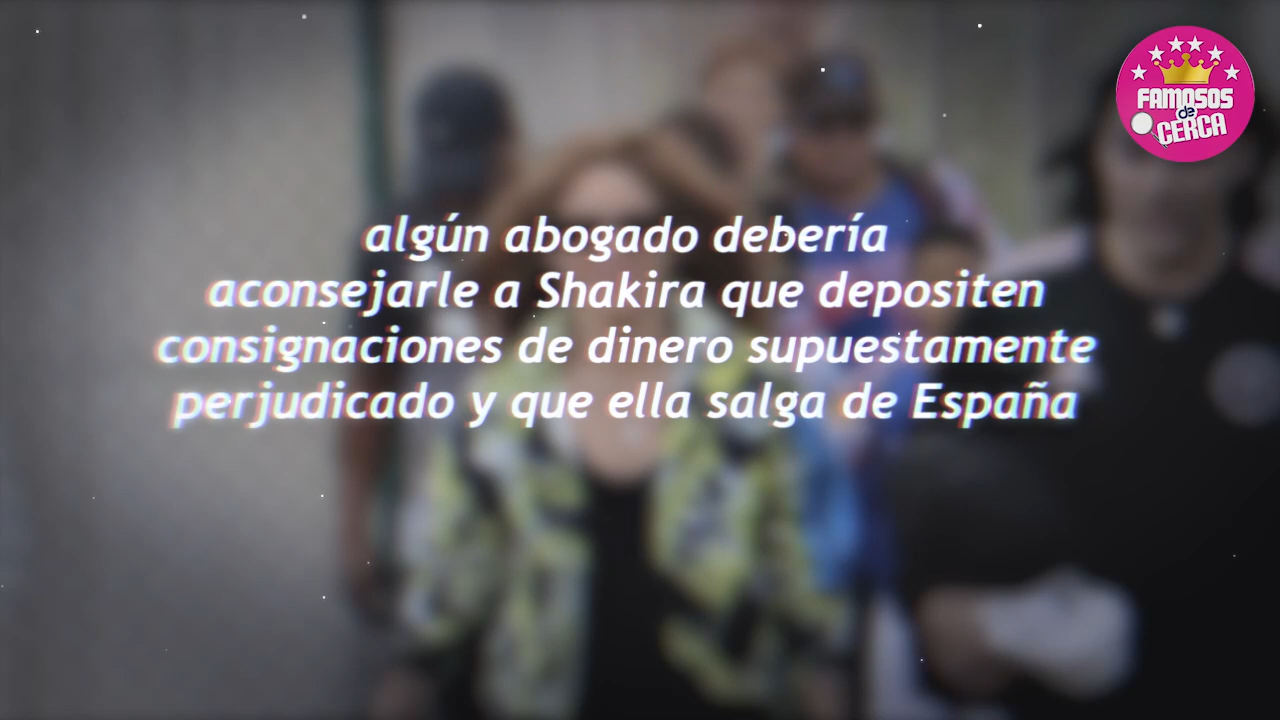 FAMOSOS
de
CERCA
algún abogado debería
aconsejarle a Shakira que depositen
consignaciones de dinero supuestamente
perjudicado y que ella salga de España